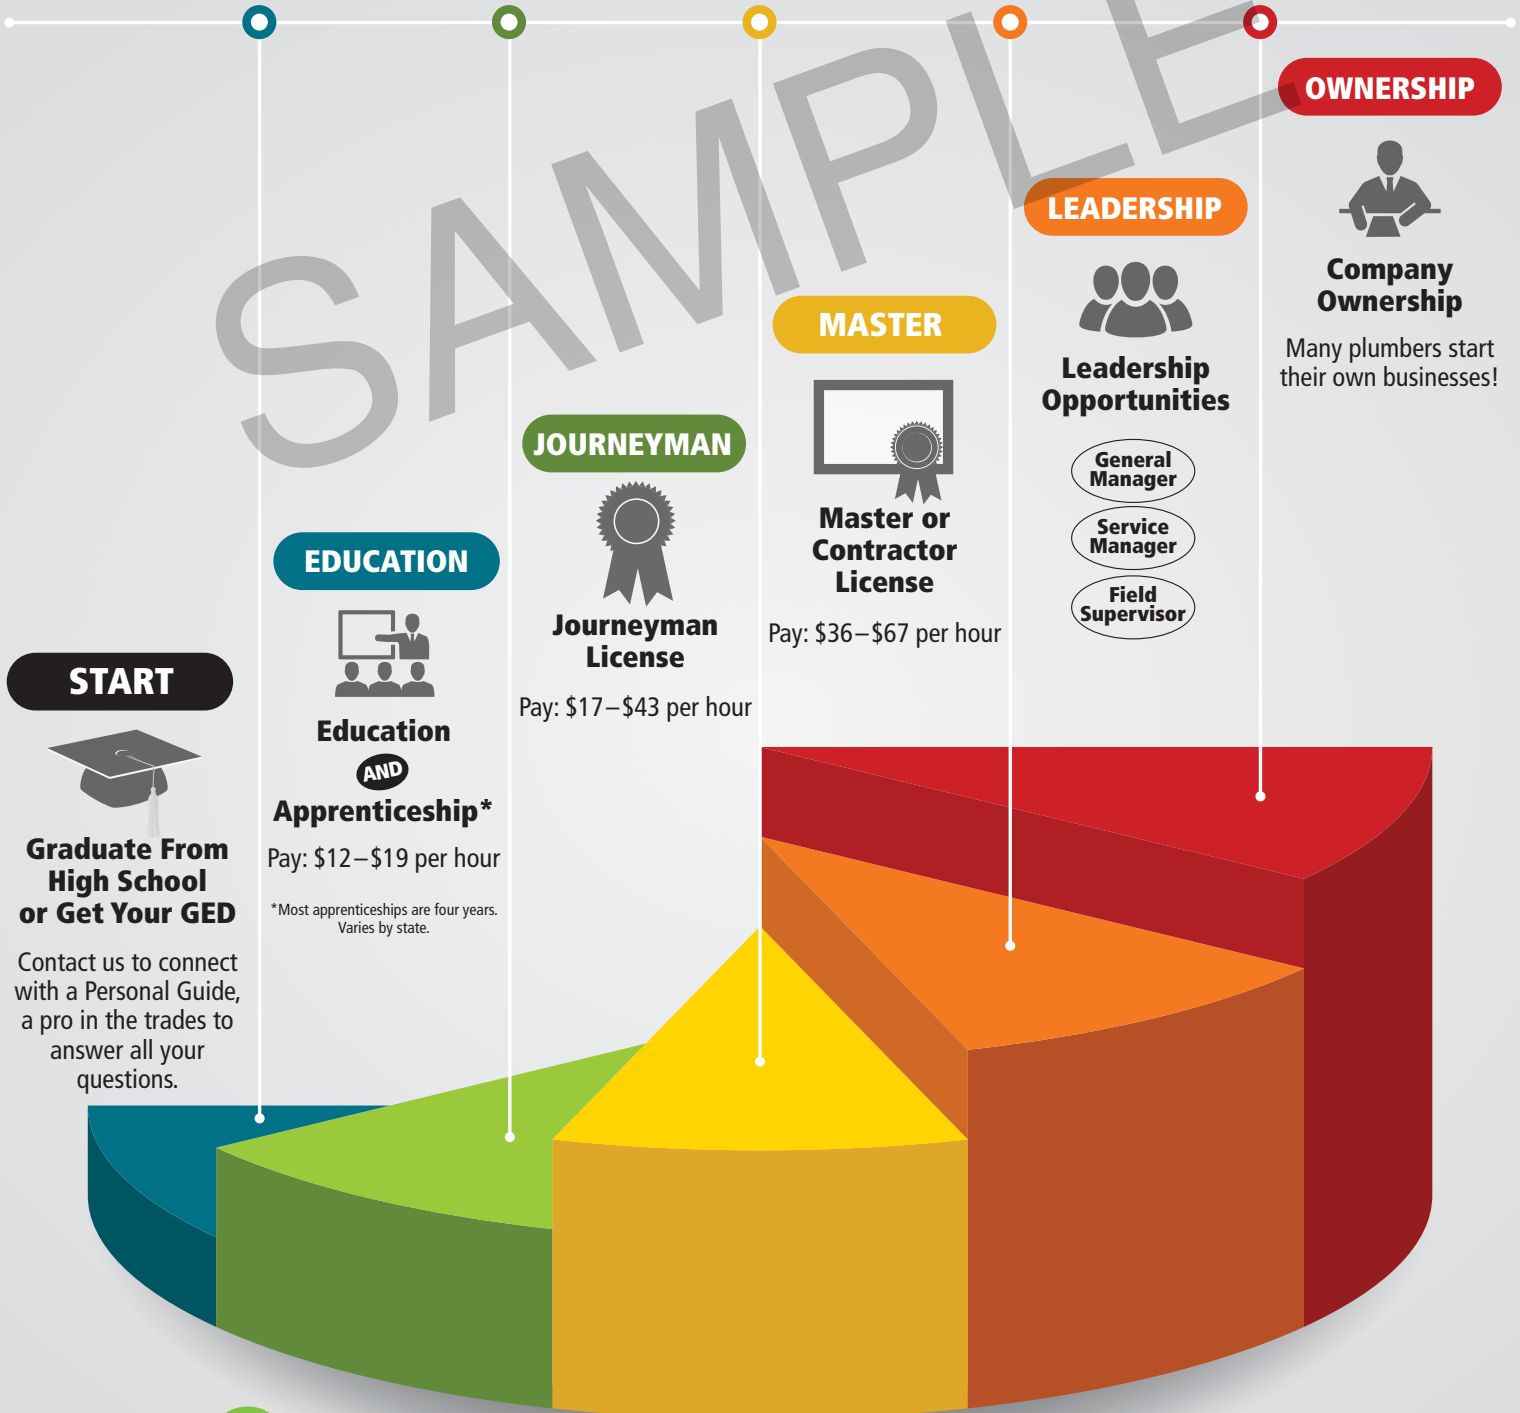 SAMPLE
START
Graduate From
High School
or Get Your GED
Contact us to connect
with a Personal Guide,
a pro in the trades to
answer all your
questions.
EDUCATION
Education
AND
Apprenticeship*
Pay: $12–$19 per hour
*Most apprenticeships are four years.
Varies by state.
JOURNEYMAN
Journeyman
License
Pay: $17–$43 per hour
MASTER
Master or
Contractor
License
Pay: $36–$67 per hour
LEADERSHIP
Leadership
Opportunities
General
Manager
Service
Manager
Field
Supervisor
OWNERSHIP
Company
Ownership
Many plumbers start
their own businesses!